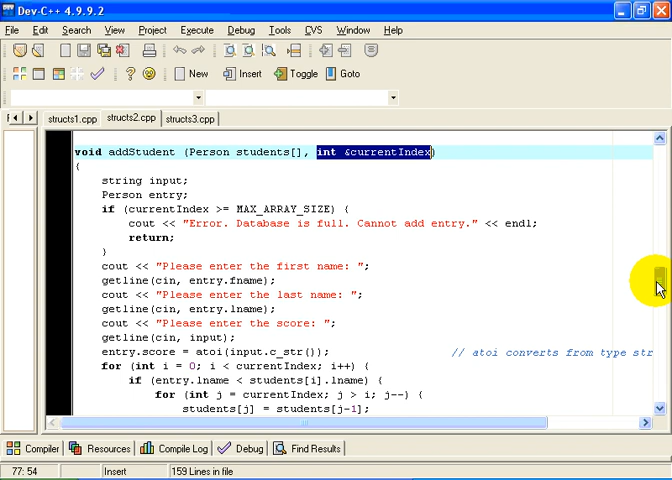 Dev-C++ 4.9.9.2
File Edit Search View Project Execute Debug Tools CVS Window Help
New Insert Toggle Goto
structs1.cpp structs2.cpp structs3.cpp
void addStudent (Person students[], int &currentIndex)
{
string input;
Person entry;
if (currentIndex >= MAX_ARRAY_SIZE) {
cout << "Error. Database is full. Cannot add entry." << endl;
return;
}
cout << "Please enter the first name: ";
getline(cin, entry.fname);
cout << "Please enter the last name: ";
getline(cin, entry.lname);
cout << "Please enter the score: ";
getline(cin, input);
entry.score = atoi(input.c_str()); // atoi converts from type str
for (int i = 0; i < currentIndex; i++) {
if (entry.lname < students[i].lname) {
for (int j = currentIndex; j > i; j--) {
students[j] = students[j-1];
Compiler Resources Compile Log Debug Find Results
77: 54 Insert 159 Lines in file